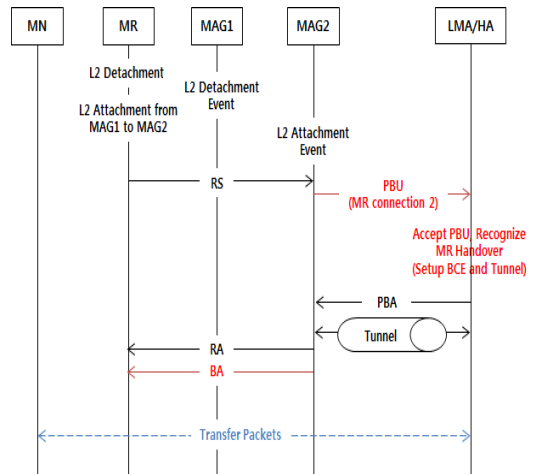 MN
MR
MAG1
MAG2
LMA/HA
L2 Detachment
L2 Detachment
Event
L2 Attachment from
MAG1 to MAG2
L2 Attachment
Event
RS
PBU
(MR connection 2)
Accept PBU, Recognize
MR Handover
(Setup BCE and Tunnel)
PBA
Tunnel
RA
BA
Transfer Packets